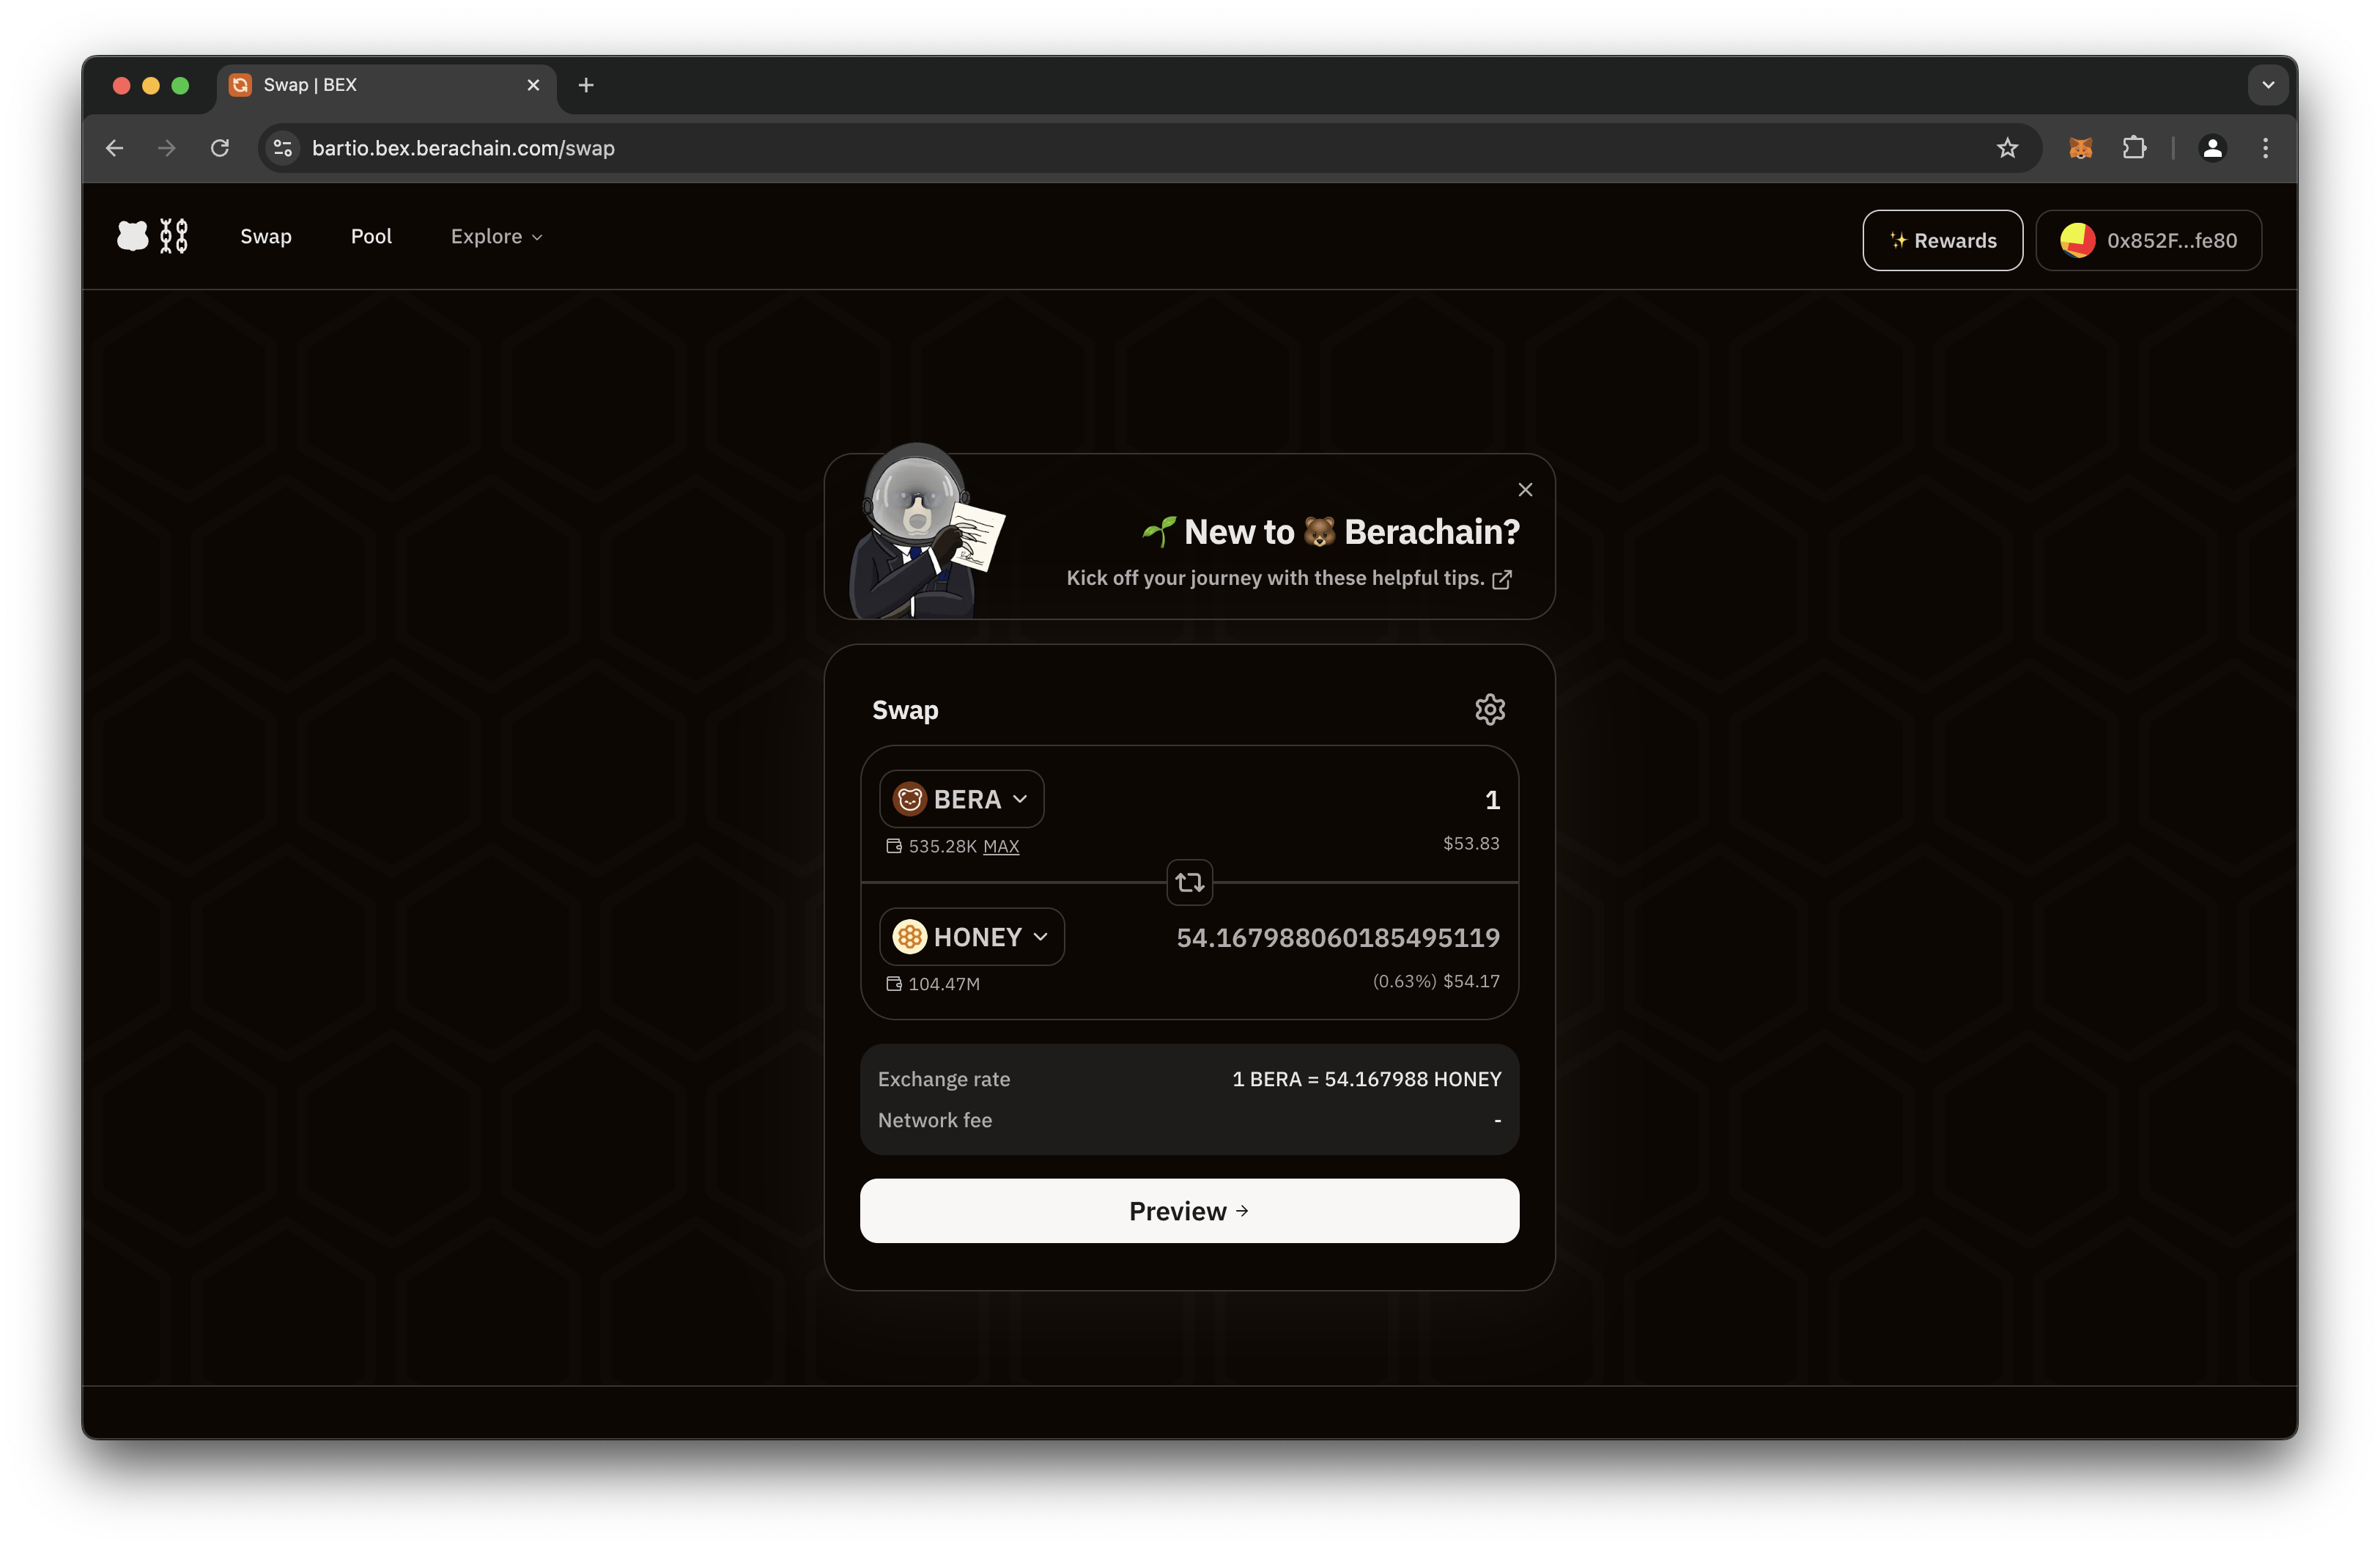 Swap | BEX
bartio.bex.berachain.com/swap
Swap Pool Explore
✨ Rewards 0x852F...fe80
🌱 New to 🐻 Berachain?
Kick off your journey with these helpful tips.
Swap
BERA 1
535.28K MAX $53.83
HONEY 54.167988060185495119
104.47M (0.63%) $54.17
Exchange rate 1 BERA = 54.167988 HONEY
Network fee -
Preview →